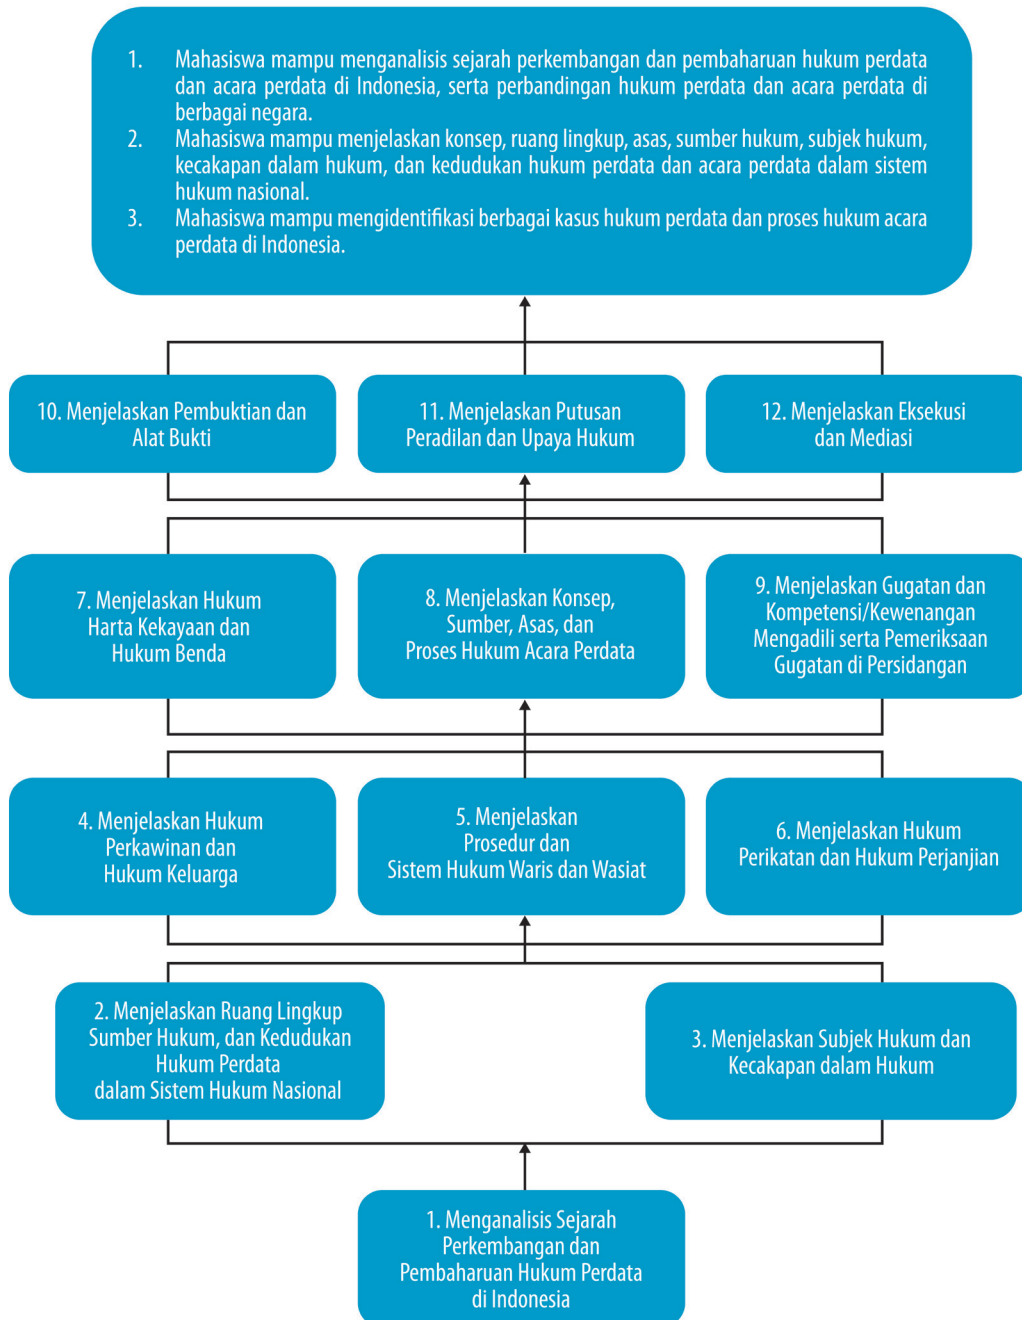 1. Mahasiswa mampu menganalisis sejarah perkembangan dan pembaharuan hukum perdata
dan acara perdata di Indonesia, serta perbandingan hukum perdata dan acara perdata di
berbagai negara.
2. Mahasiswa mampu menjelaskan konsep, ruang lingkup, asas, sumber hukum, subjek hukum,
kecakapan dalam hukum, dan kedudukan hukum perdata dan acara perdata dalam sistem
hukum nasional.
3. Mahasiswa mampu mengidentifikasi berbagai kasus hukum perdata dan proses hukum acara
perdata di Indonesia.
10. Menjelaskan Pembuktian dan
Alat Bukti
11. Menjelaskan Putusan
Peradilan dan Upaya Hukum
12. Menjelaskan Eksekusi
dan Mediasi
7. Menjelaskan Hukum
Harta Kekayaan dan
Hukum Benda
8. Menjelaskan Konsep,
Sumber, Asas, dan
Proses Hukum Acara Perdata
9. Menjelaskan Gugatan dan
Kompetensi/Kewenangan
Mengadili serta Pemeriksaan
Gugatan di Persidangan
4. Menjelaskan Hukum
Perkawinan dan
Hukum Keluarga
5. Menjelaskan
Prosedur dan
Sistem Hukum Waris dan Wasiat
6. Menjelaskan Hukum
Perikatan dan Hukum Perjanjian
2. Menjelaskan Ruang Lingkup
Sumber Hukum, dan Kedudukan
Hukum Perdata
dalam Sistem Hukum Nasional
3. Menjelaskan Subjek Hukum dan
Kecakapan dalam Hukum
1. Menganalisis Sejarah
Perkembangan dan
Pembaharuan Hukum Perdata
di Indonesia